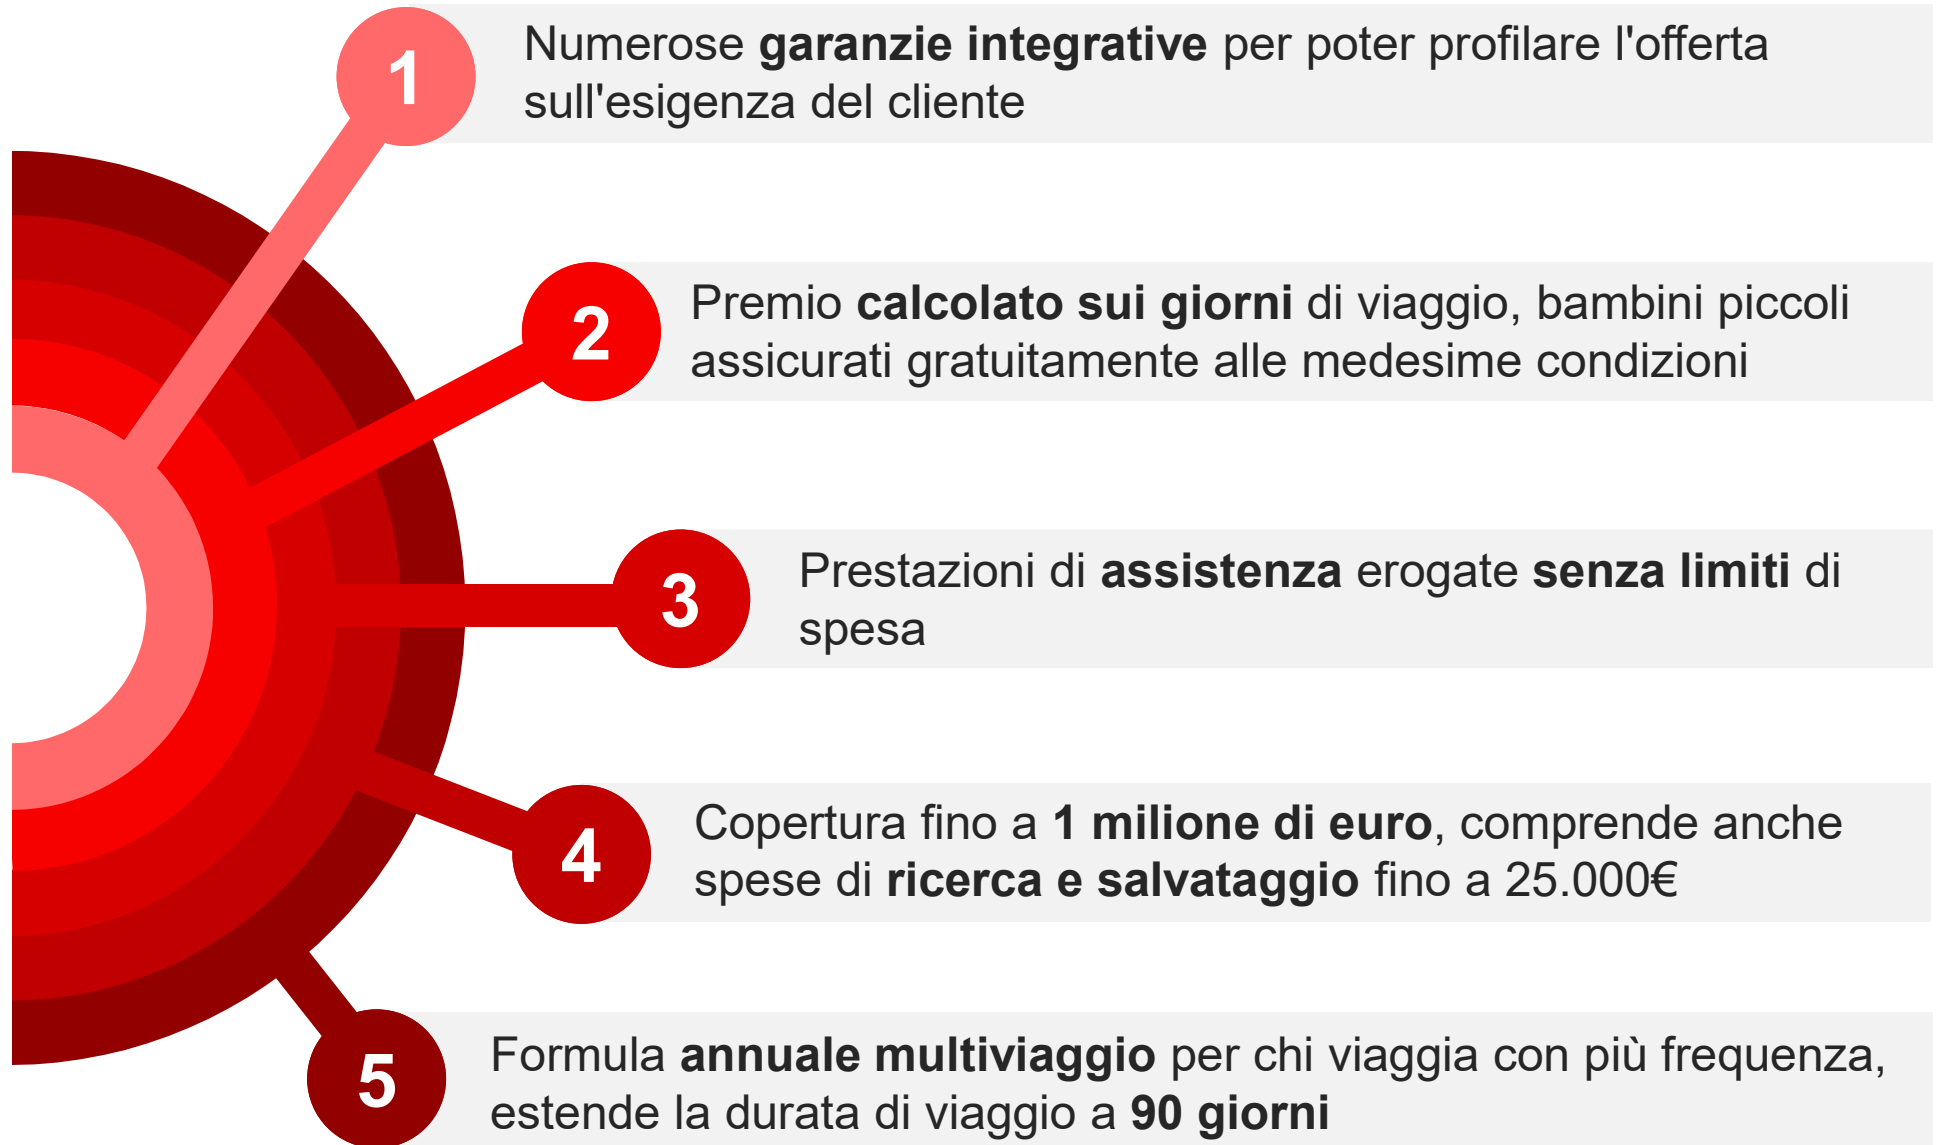 1
Numerose garanzie integrative per poter profilare l'offerta
sull'esigenza del cliente
2
Premio calcolato sui giorni di viaggio, bambini piccoli
assicurati gratuitamente alle medesime condizioni
3
Prestazioni di assistenza erogate senza limiti di
spesa
4
Copertura fino a 1 milione di euro, comprende anche
spese di ricerca e salvataggio fino a 25.000€
5
Formula annuale multiviaggio per chi viaggia con più frequenza,
estende la durata di viaggio a 90 giorni